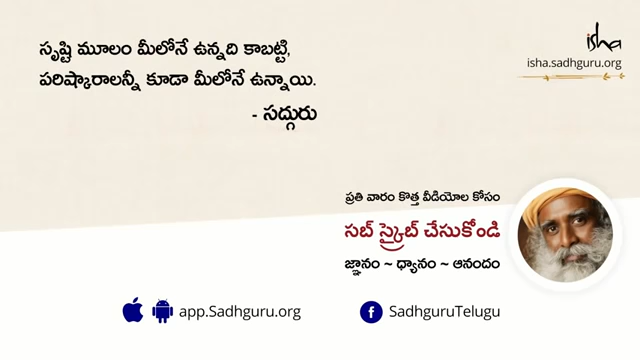 సృష్టి మూలం మీలోనే ఉన్నది కాబట్టి,
పరిష్కారాలన్నీ కూడా మీలోనే ఉన్నాయి.
- సద్గురు
isha
isha.sadhguru.org
ప్రతి వారం కొత్త వీడియోల కోసం
సబ్ స్క్రైబ్ చేసుకోండి
జ్ఞానం ~ ధ్యానం ~ ఆనందం
app.Sadhguru.org
SadhguruTelugu